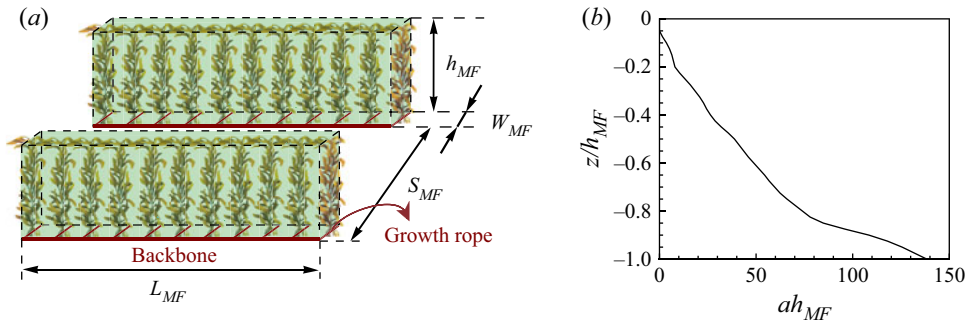 (a)
h_MF
W_MF
S_MF
Growth rope
Backbone
L_MF
(b)
z/h_MF
0
–0.2
–0.4
–0.6
–0.8
–1.0
0 50 100 150
ah_MF